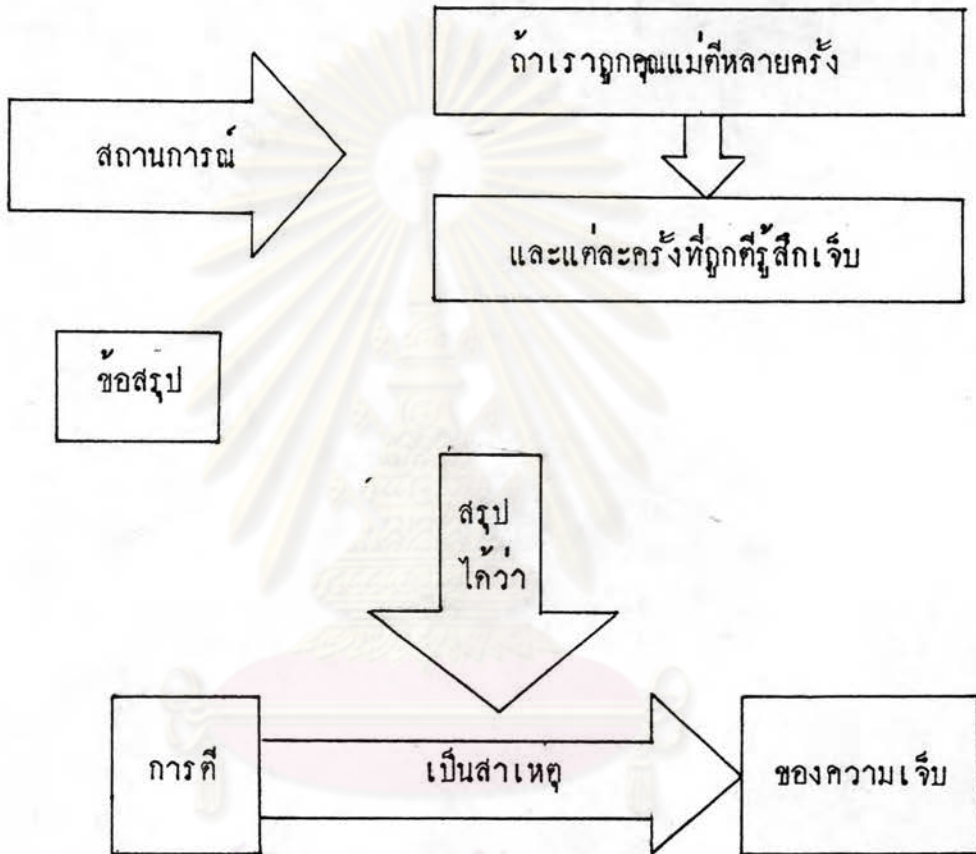 ถ้าเราถูกคุณแม่ตีหลายครั้ง
สถานการณ์
และแต่ละครั้งที่ถูกตีรู้สึกเจ็บ
ข้อสรุป
สรุป
ได้ว่า
การตี
เป็นสาเหตุ
ของความเจ็บ